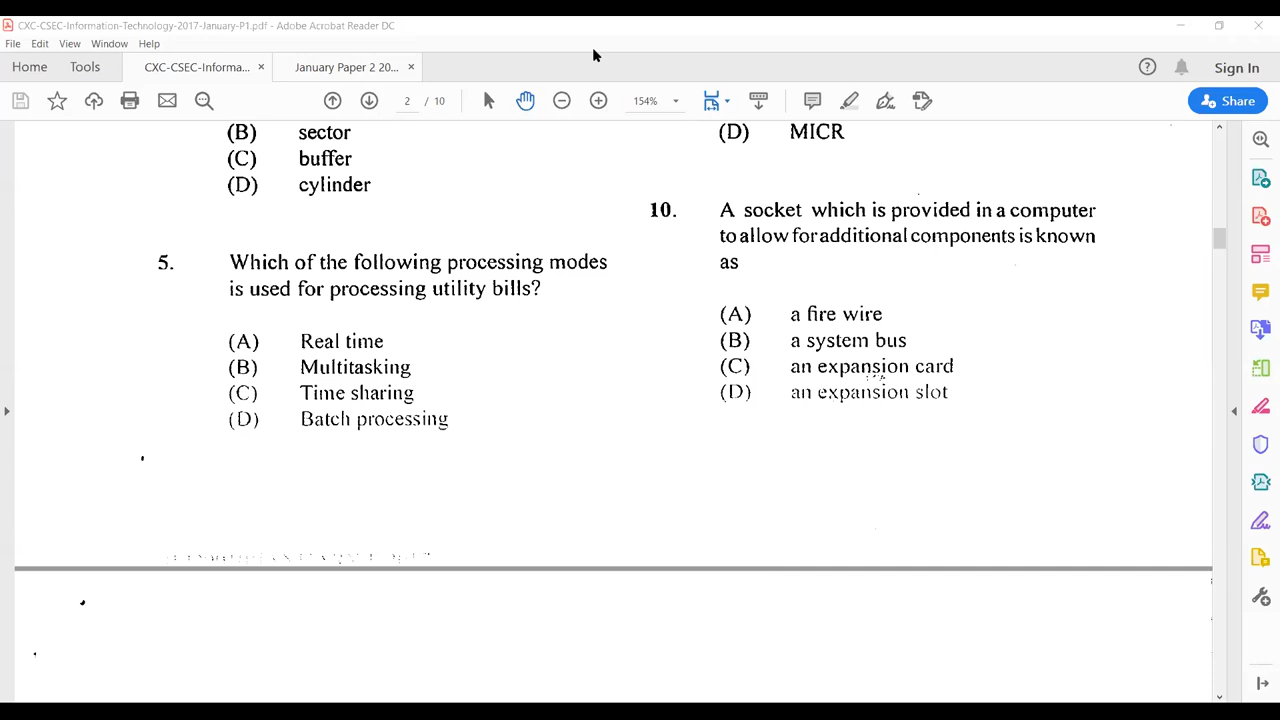 CXC-CSEC-Information-Technology-2017-January-P1.pdf - Adobe Acrobat Reader DC
File Edit View Window Help
Home Tools CXC-CSEC-Informa... × January Paper 2 20... × Sign In
2 / 10 154% Share
(B) sector
(C) buffer
(D) cylinder
5. Which of the following processing modes
is used for processing utility bills?
(A) Real time
(B) Multitasking
(C) Time sharing
(D) Batch processing
(D) MICR
10. A socket which is provided in a computer
to allow for additional components is known
as
(A) a fire wire
(B) a system bus
(C) an expansion card
(D) an expansion slot